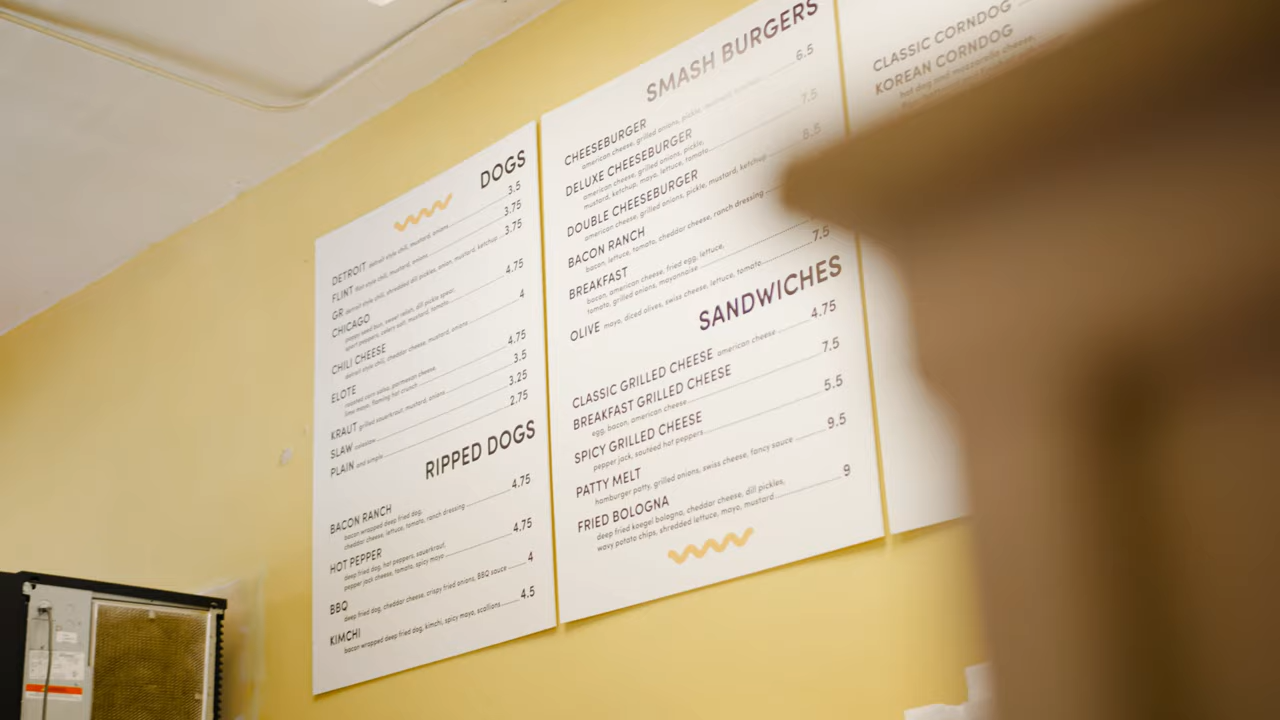 DOGS
DETROIT detroit style chili, mustard, onions 3.5
FLINT flint style chili, mustard, onions 3.75
GR detroit style chili, shredded dill pickles, onion, mustard, ketchup 3.75
CHICAGO 4.75
poppy seed bun, sweet relish, dill pickle spear,
sport peppers, celery salt, mustard, tomato
CHILI CHEESE 4
detroit style chili, cheddar cheese, mustard, onions
ELOTE 4.75
roasted corn salsa, parmesan cheese,
lime mayo, flaming hot crunch
KRAUT grilled sauerkraut, mustard, onions 3.5
SLAW coleslaw 3.25
PLAIN and simple 2.75
RIPPED DOGS
BACON RANCH 4.75
bacon wrapped deep fried dog,
cheddar cheese, lettuce, tomato, ranch dressing
HOT PEPPER 4.75
deep fried dog, hot peppers, sauerkraut,
pepper jack cheese, tomato, spicy mayo
BBQ 4
deep fried dog, cheddar cheese, crispy fried onions, BBQ sauce
KIMCHI 4.5
bacon wrapped deep fried dog, kimchi, spicy mayo, scallions
SMASH BURGERS
CHEESEBURGER 6.5
american cheese, grilled onions, pickle,
DELUXE CHEESEBURGER 7.5
american cheese, grilled onions, pickle,
mustard, ketchup, mayo, lettuce, tomato
DOUBLE CHEESEBURGER 8.5
american cheese, grilled onions, pickle, mustard, ketchup
BACON RANCH
bacon, lettuce, tomato, cheddar cheese, ranch dressing
BREAKFAST
bacon, american cheese, fried egg, lettuce,
tomato, grilled onions, mayonnaise
OLIVE mayo, diced olives, swiss cheese, lettuce, tomato 7.5
SANDWICHES
CLASSIC GRILLED CHEESE american cheese 4.75
BREAKFAST GRILLED CHEESE 7.5
egg, bacon, american cheese
SPICY GRILLED CHEESE 5.5
pepper jack, sautéed hot peppers
PATTY MELT 9.5
hamburger patty, grilled onions, swiss cheese, fancy sauce
FRIED BOLOGNA 9
deep fried koegel bologna, cheddar cheese, dill pickles,
wavy potato chips, shredded lettuce, mayo, mustard
CLASSIC CORNDOG
KOREAN CORNDOG
hot dog and mozzarella cheese,